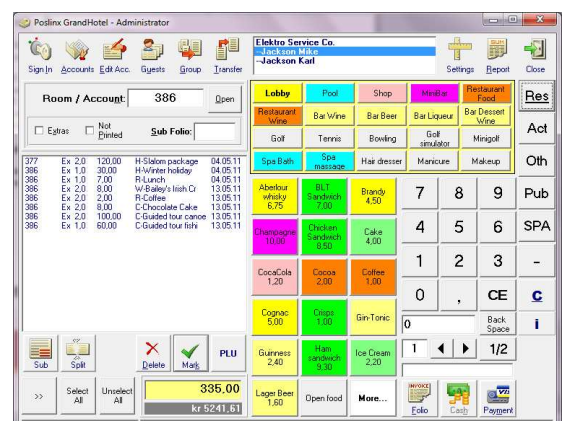 Poslinx GrandHotel - Administrator
Sign In Accounts Edit Acc. Guests Group Transfer
Elektro Service Co.
--Jackson Mike
--Jackson Karl
Settings Report Close
Room / Account: 386 Open
Extras Not Printed Sub Folio:
377 Ex 2,0 120,00 H-Slalom package 04.05.11
386 Ex 1,0 30,00 H-Winter holiday 04.05.11
386 Ex 1,0 7,00 R-Lunch 04.05.11
386 Ex 2,0 8,00 W-Bailey's Irish Cr 13.05.11
386 Ex 2,0 2,00 R-Coffee 13.05.11
386 Ex 2,0 8,00 C-Chocolate Cake 13.05.11
386 Ex 2,0 100,00 C-Guided tour canoe 13.05.11
386 Ex 1,0 60,00 C-Guided tour fishi 13.05.11
Sub Split Delete Mark PLU
>> Select All Unselect All
335,00
kr 5241,61
Lobby Pool Shop MiniBar Restaurant Food
Restaurant Wine Bar Wine Bar Beer Bar Liqueur Bar Dessert Wine
Golf Tennis Bowling Golf simulator Minigolf
Spa Bath Spa massage Hair dresser Manicure Makeup
Res
Act
Oth
Pub
SPA
-
C
i
Aberlour whisky 6,75 BLT Sandwich 7,00 Brandy 4,50
Champagne 10,00 Chicken Sandwich 8,50 Cake 4,00
CocaCola 1,20 Cocoa 2,00 Coffee 1,00
Cognac 5,00 Crisps 1,00 Gin-Tonic
Guinness 2,40 Ham sandwich 9,30 Ice Cream 2,20
Lager Beer 1,60 Open food More...
7 8 9
4 5 6
1 2 3
0 , CE
0 Back Space
1 1/2
INVOICE
Folio Cash Payment